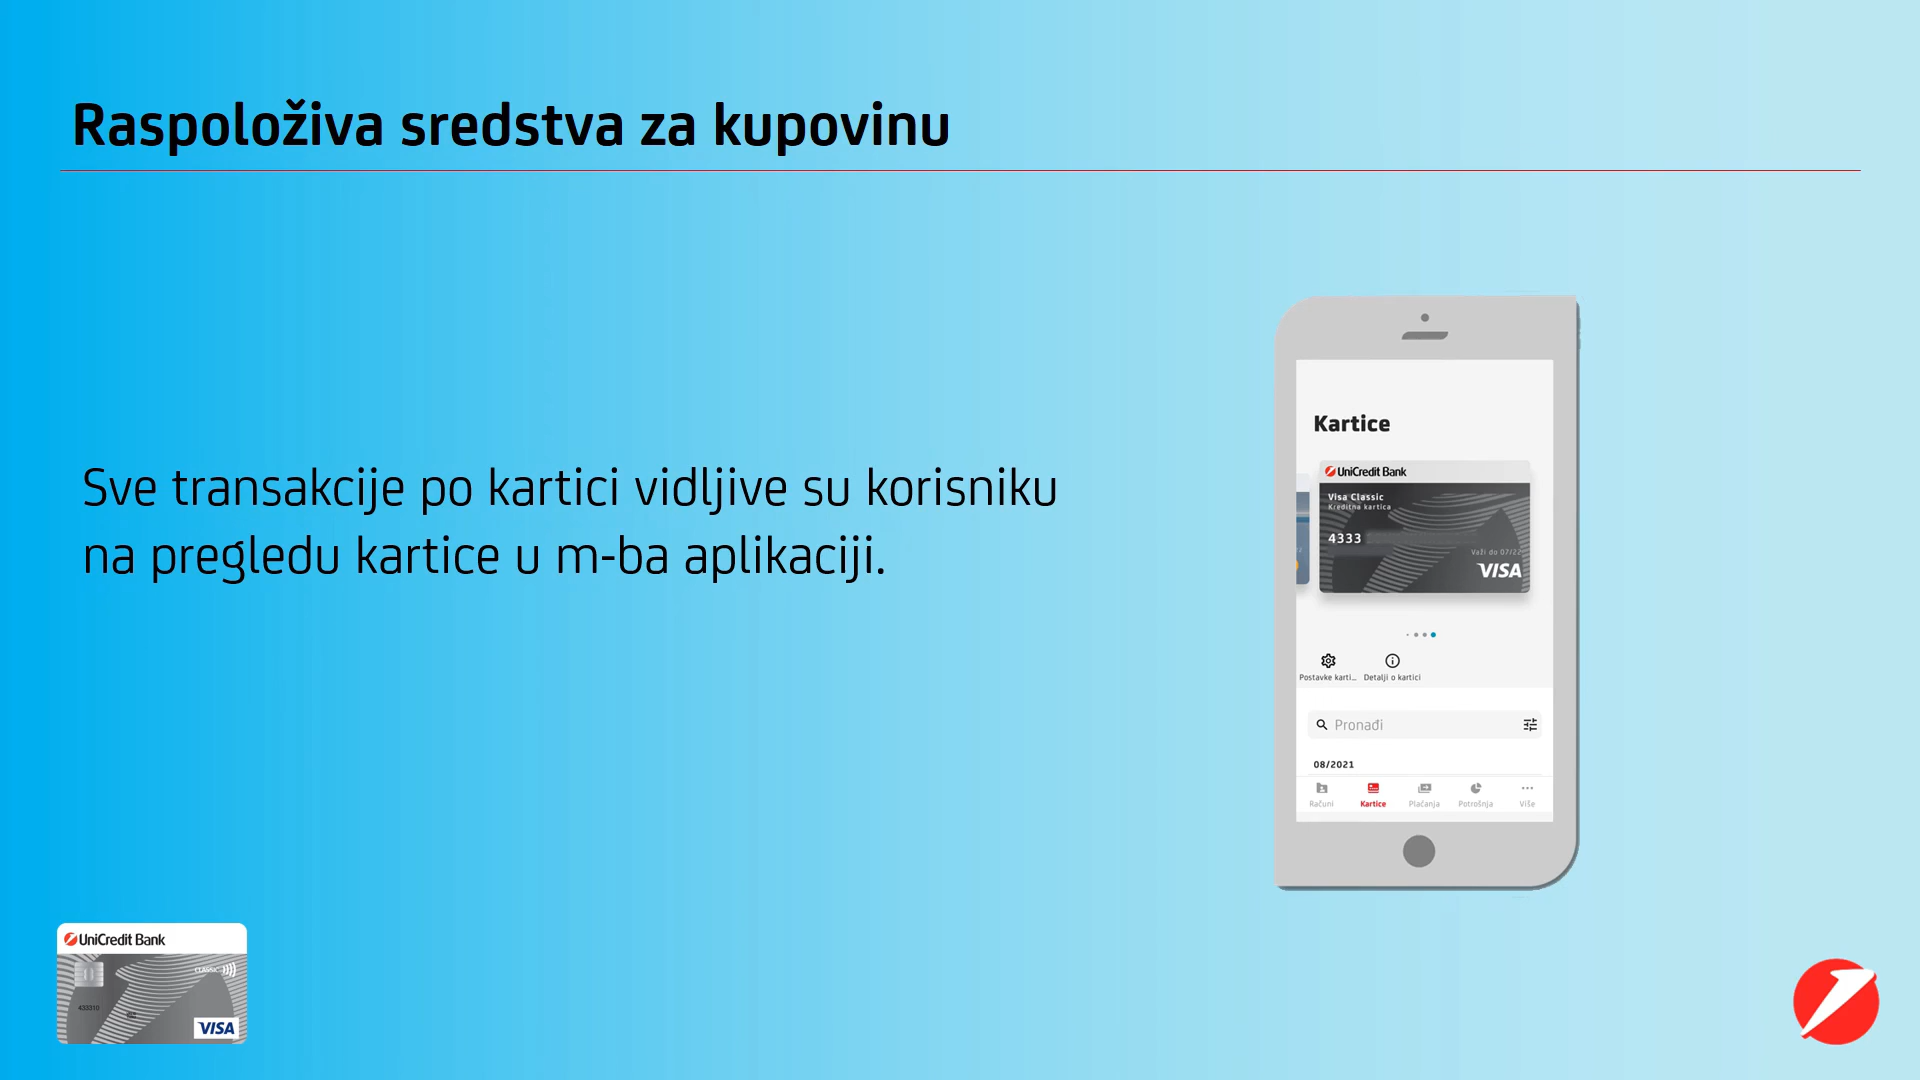 Raspoloživa sredstva za kupovinu
Sve transakcije po kartici vidljive su korisniku
na pregledu kartice u m-ba aplikaciji.
Kartice
UniCredit Bank
Visa Classic
Kreditna kartica
4333
Važi do 07/22
VISA
Postavke karti... Detalji o kartici
Pronađi
08/2021
Računi Kartice Plaćanja Potrošnja Više
UniCredit Bank
CLASSIC
433310
VISA